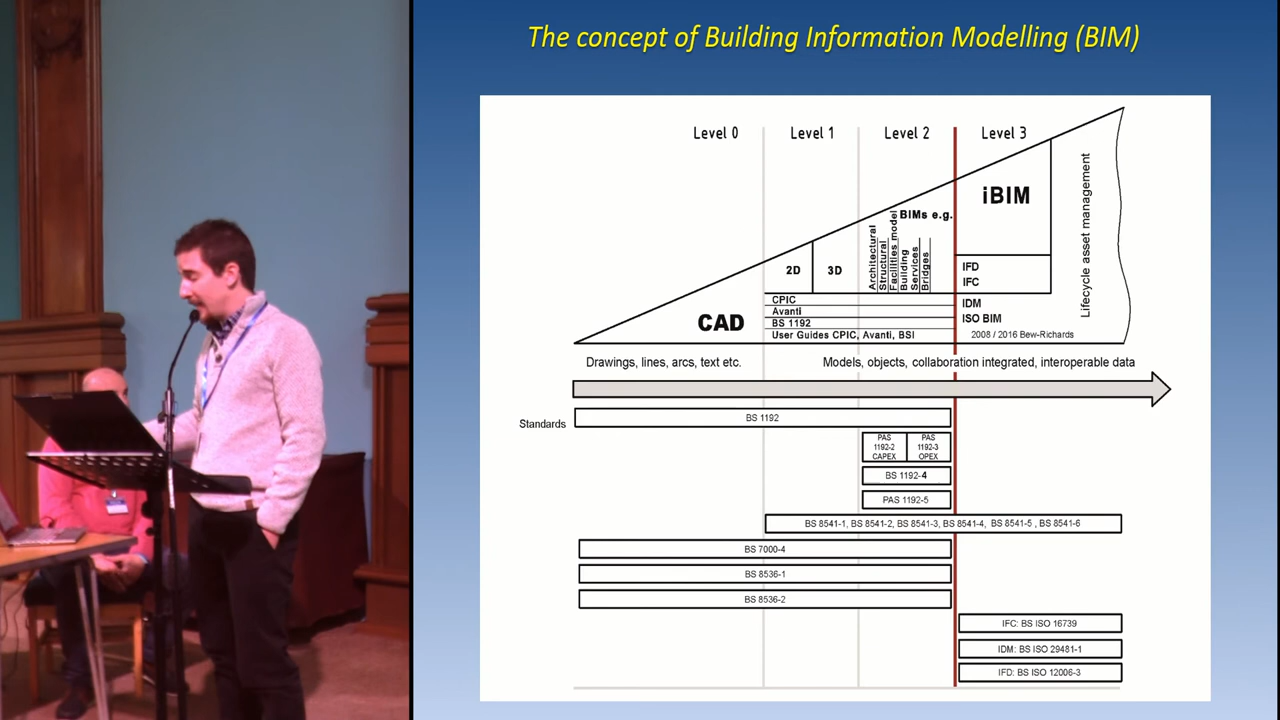 The concept of Building Information Modelling (BIM)
Level 0
Level 1
Level 2
Level 3
iBIM
BIMs e.g.
Architectural
Structural
Facilities model
Building
Services
Bridges
Lifecycle asset management
2D
3D
IFD
IFC
CPIC
Avanti
BS 1192
User Guides CPIC, Avanti, BSI
IDM
ISO BIM
CAD
2008 / 2016 Bew-Richards
Drawings, lines, arcs, text etc.
Models, objects, collaboration integrated, interoperable data
Standards
BS 1192
PAS
1192-2
CAPEX
PAS
1192-3
OPEX
BS 1192-4
PAS 1192-5
BS 8541-1, BS 8541-2, BS 8541-3, BS 8541-4, BS 8541-5 , BS 8541-6
BS 7000-4
BS 8536-1
BS 8536-2
IFC: BS ISO 16739
IDM: BS ISO 29481-1
IFD: BS ISO 12006-3